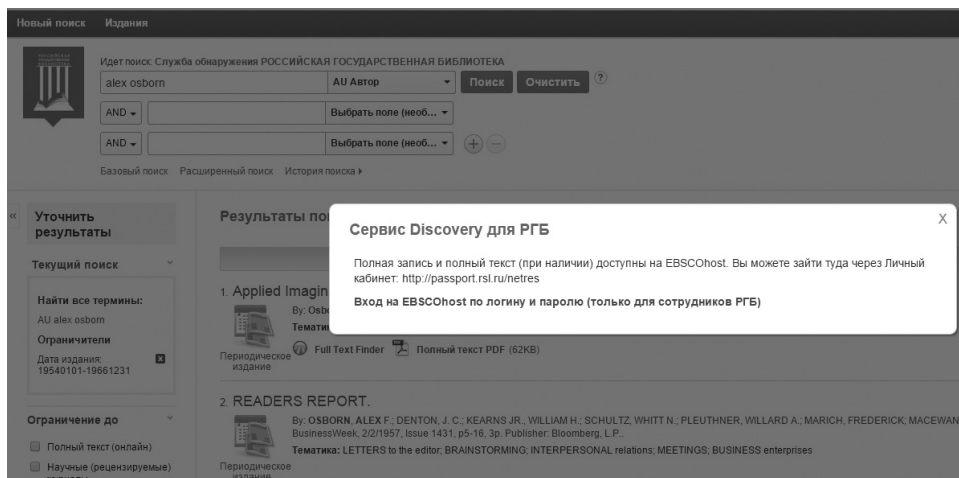 Новый поиск Издания
Идет поиск: Служба обнаружения РОССИЙСКАЯ ГОСУДАРСТВЕННАЯ БИБЛИОТЕКА
alex osborn AU Автор Поиск Очистить ?
AND Выбрать поле (необ...
AND Выбрать поле (необ...
Базовый поиск Расширенный поиск История поиска
« Уточнить
результаты
Текущий поиск
Найти все термины:
AU alex osborn
Ограничители
Дата издания:
19540101-19661231
Ограничение до
Полный текст (онлайн)
Научные (рецензируемые)
Результаты по
Сервис Discovery для РГБ X
Полная запись и полный текст (при наличии) доступны на EBSCOhost. Вы можете зайти туда через Личный
кабинет: http://passport.rsl.ru/netres
Вход на EBSCOhost по логину и паролю (только для сотрудников РГБ)
1. Applied Imagin
By: Osbo
Темати
Full Text Finder Полный текст PDF (62KB)
Периодическое
издание
2. READERS REPORT.
By: OSBORN, ALEX F.; DENTON, J. C.; KEARNS JR., WILLIAM H.; SCHULTZ, WHITT N.; PLEUTHNER, WILLARD A.; MARICH, FREDERICK; MACEWAN
BusinessWeek, 2/2/1957, Issue 1431, p5-16, 3p. Publisher: Bloomberg, L.P..
Тематика: LETTERS to the editor; BRAINSTORMING; INTERPERSONAL relations; MEETINGS; BUSINESS enterprises
Периодическое
издание